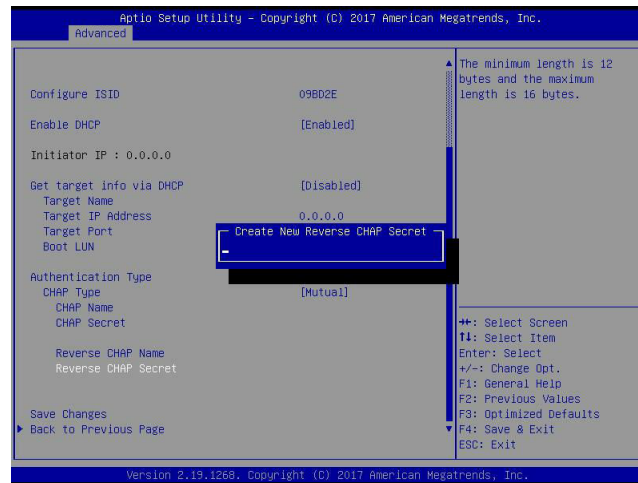 Aptio Setup Utility – Copyright (C) 2017 American Megatrends, Inc.
Advanced
Configure ISID 09BD2E
Enable DHCP [Enabled]
Initiator IP : 0.0.0.0
Get target info via DHCP [Disabled]
Target Name
Target IP Address 0.0.0.0
Target Port
Boot LUN
Authentication Type
CHAP Type [Mutual]
CHAP Name
CHAP Secret
Reverse CHAP Name
Reverse CHAP Secret
Save Changes
Back to Previous Page
Create New Reverse CHAP Secret
The minimum length is 12
bytes and the maximum
length is 16 bytes.
→←: Select Screen
↑↓: Select Item
Enter: Select
+/-: Change Opt.
F1: General Help
F2: Previous Values
F3: Optimized Defaults
F4: Save & Exit
ESC: Exit
Version 2.19.1268. Copyright (C) 2017 American Megatrends, Inc.